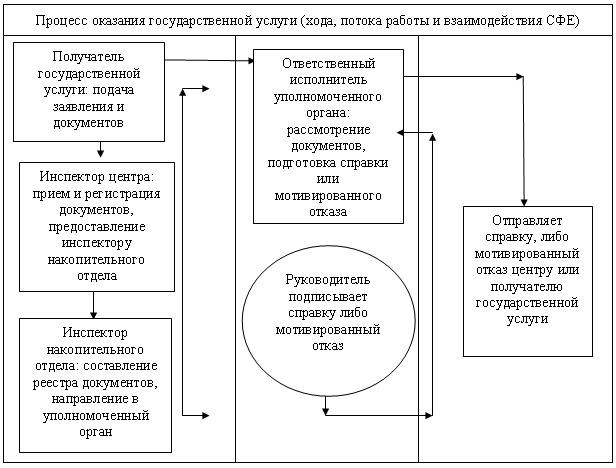 Процесс оказания государственной услуги (хода, потока работы и взаимодействия СФЕ)
Получатель
государственной
услуги: подача
заявления и
документов
Инспектор центра:
прием и регистрация
документов,
предоставление
инспектору
накопительного
отдела
Инспектор
накопительного
отдела: составление
реестра документов,
направление в
уполномоченный
орган
Ответственный
исполнитель
уполномоченного
органа:
рассмотрение
документов,
подготовка справки
или
мотивированного
отказа
Руководитель
подписывает
справку либо
мотивированный
отказ
Отправляет
справку, либо
мотивированный
отказ центру или
получателю
государственной
услуги